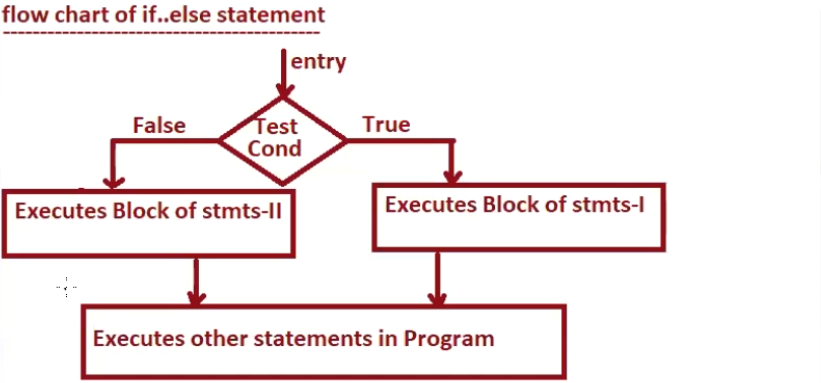 flow chart of if..else statement
entry
False
Test
Cond
True
Executes Block of stmts-II
Executes Block of stmts-I
Executes other statements in Program